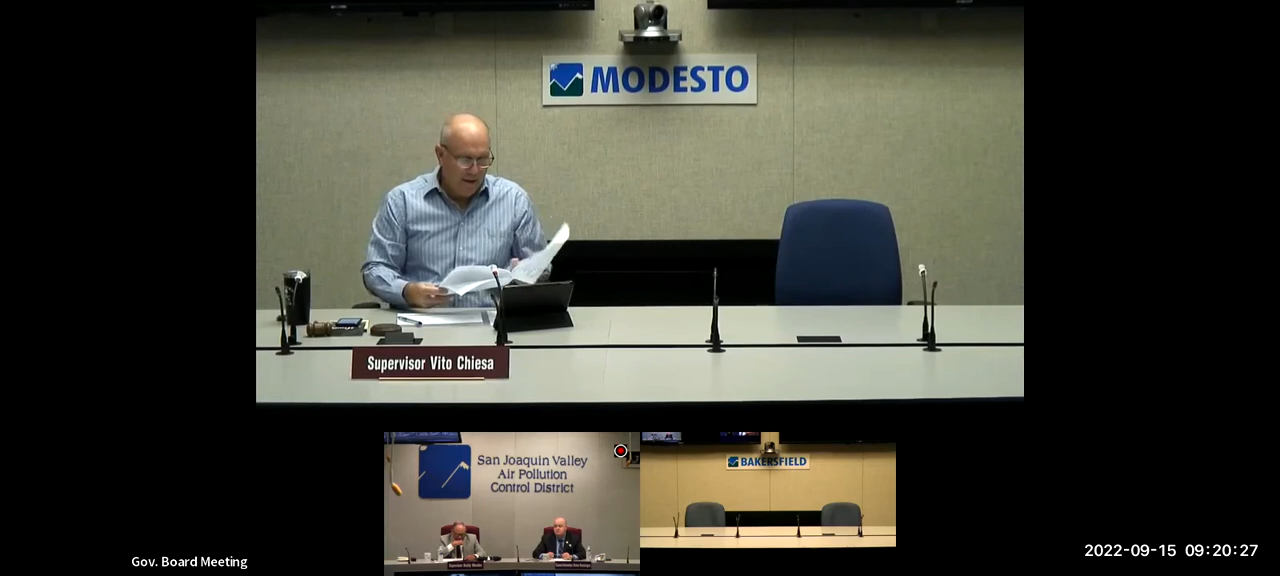 MODESTO
Supervisor Vito Chiesa
San Joaquin Valley
Air Pollution
Control District
BAKERSFIELD
Gov. Board Meeting
2022-09-15 09:20:27